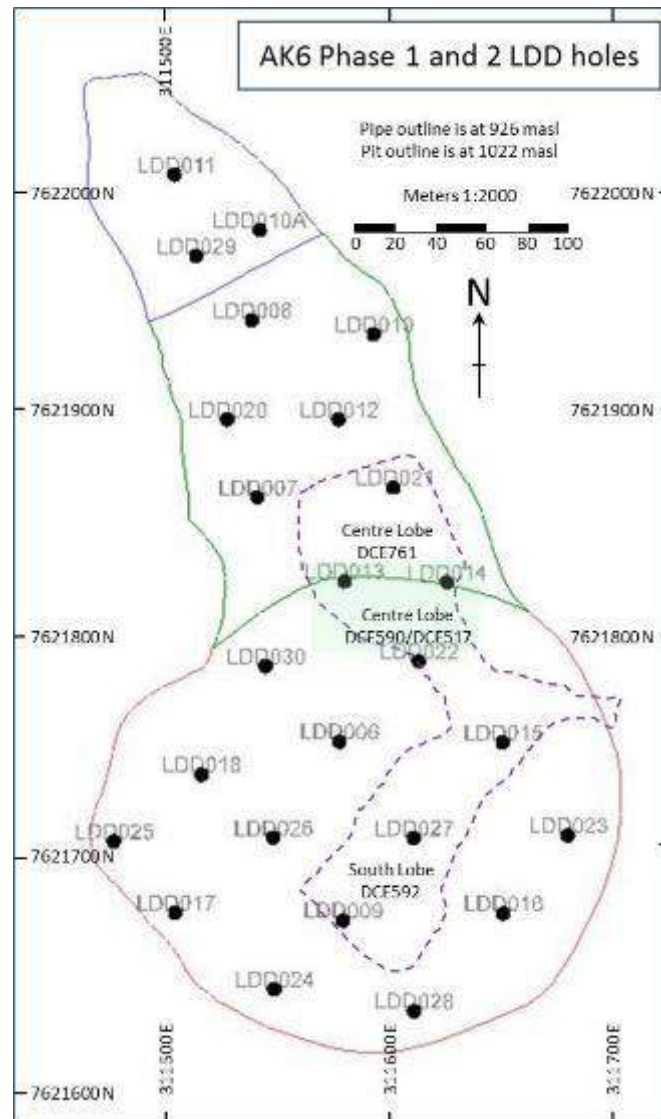 AK6 Phase 1 and 2 LDD holes
311500E
Pipe outline is at 926 masl
Pit outline is at 1022 masl
LDD011
7622000N
7622000N
Meters 1:2000
LDD010A
0 20 40 60 80 100
LDD029
N
LDD008
LDD010
7621900N
7621900N
LDD020
LDD012
LDD021
LDD007
Centre Lobe
DCE761
LDD013
LDD014
Centre Lobe
DCE590/DCE517
7621800N
7621800N
LDD022
LDD030
LDD006
LDD015
LDD018
LDD025
LDD026
LDD027
LDD023
7621700N
7621700N
South Lobe
DCE592
LDD017
LDD009
LDD016
LDD024
LDD028
311500E
311600E
311700E
7621600N